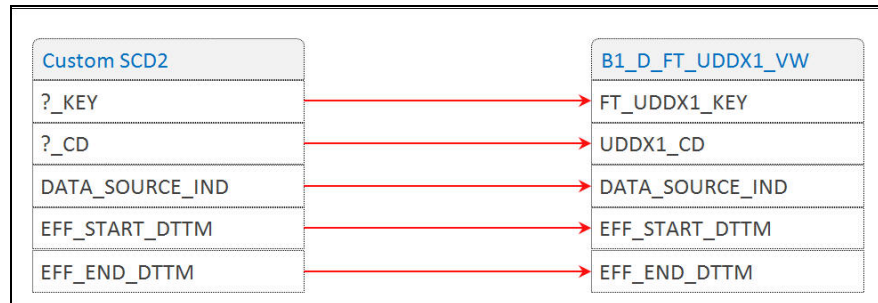 Custom SCD2 B1_D_FT_UDDX1_VW
?_KEY FT_UDDX1_KEY
?_CD UDDX1_CD
DATA_SOURCE_IND DATA_SOURCE_IND
EFF_START_DTTM EFF_START_DTTM
EFF_END_DTTM EFF_END_DTTM